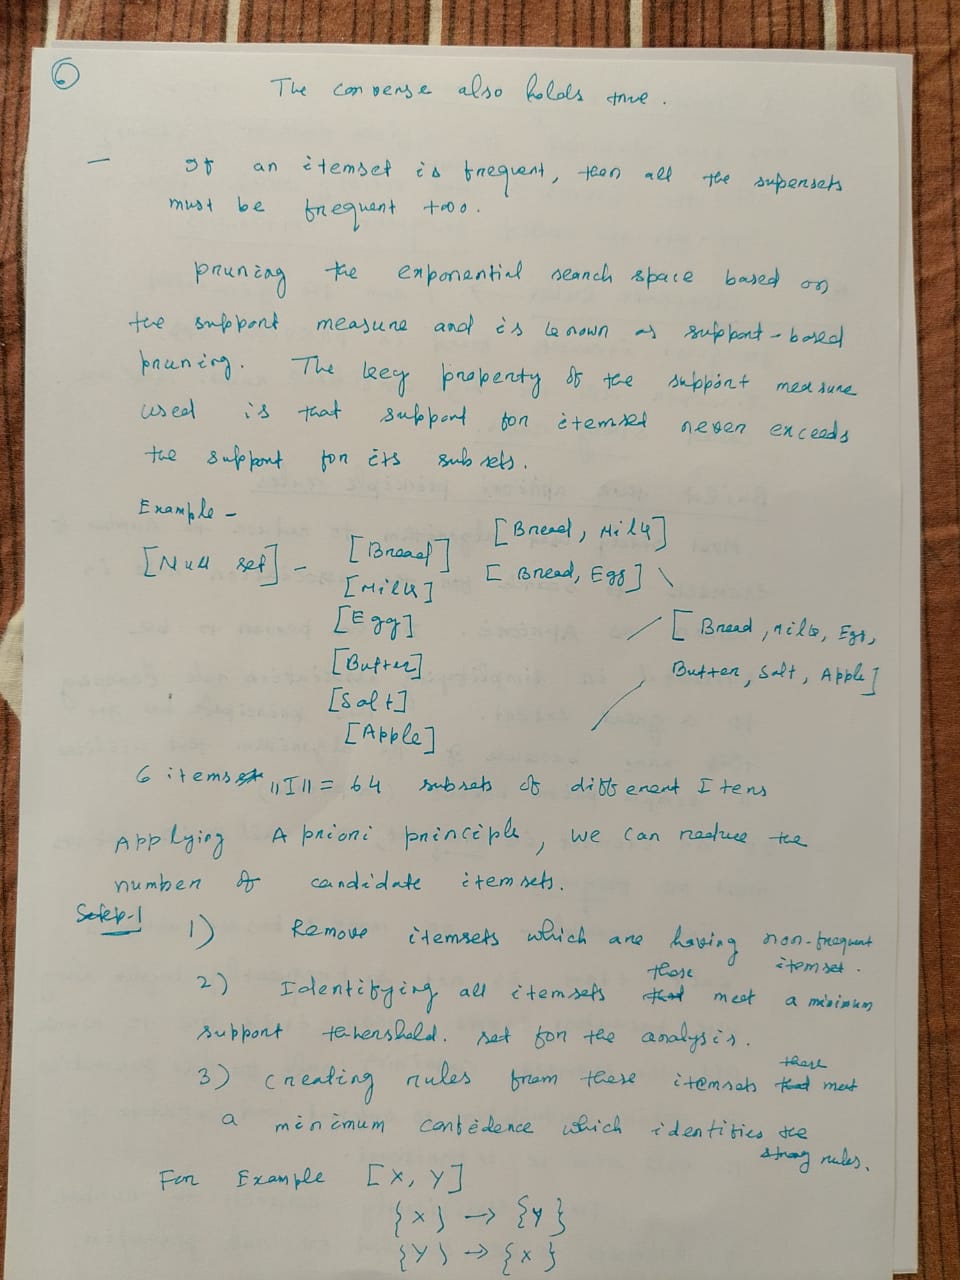 6
The converse also holds true.
– If an itemset is frequent, then all the supersets
must be frequent too.
pruning the exponential search space based on
the support measure and is known as support-based
pruning. The key property of the support measure
used is that support for itemset never exceeds
the support for its subsets.
Example -
[Null set] - [Bread] [Bread, Milk]
[Milk] [Bread, Egg]
[Egg] [Bread, Milk, Egg,
[Butter] Butter, Salt, Apple]
[Salt]
[Apple]
6 items "I" = 64 subsets of different Items
Applying Apriori principle, we can reduce the
number of candidate itemsets.
Step-1 1) Remove itemsets which are having non-frequent
itemset.
2) Identifying all itemsets those meet a minimum
support thershold. set for the analysis.
3) Creating rules from these itemsets these meet
a minimum confidence which identifies the
strong rules.
For Example [X, Y]
{X} → {Y}
{Y} → {X}